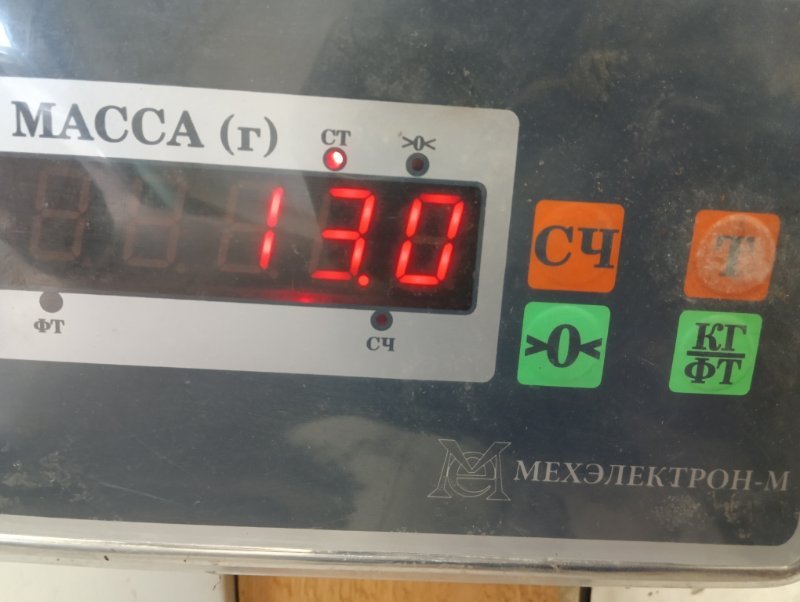 МАССА (г)
СТ
>0<
13.0
ФТ
СЧ
СЧ
Т
>0<
КГ
ФТ
МЕХЭЛЕКТРОН-М